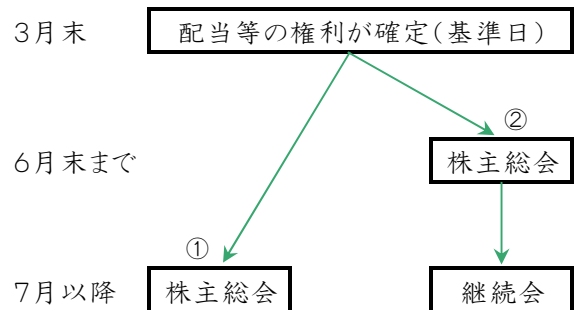 3月末
配当等の権利が確定(基準日)
②
6月末まで
株主総会
①
7月以降
株主総会
継続会